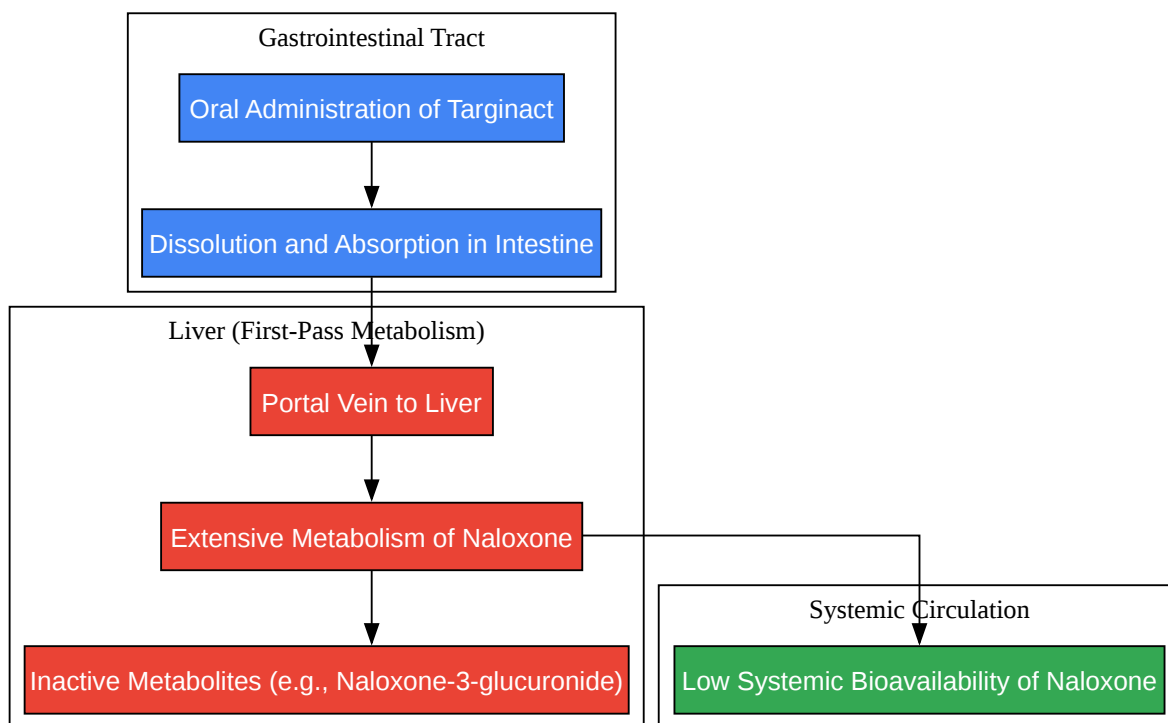 Gastrointestinal Tract
Oral Administration of Targinact
Dissolution and Absorption in Intestine
Liver (First-Pass Metabolism)
Portal Vein to Liver
Extensive Metabolism of Naloxone
Systemic Circulation
Inactive Metabolites (e.g., Naloxone-3-glucuronide)
Low Systemic Bioavailability of Naloxone